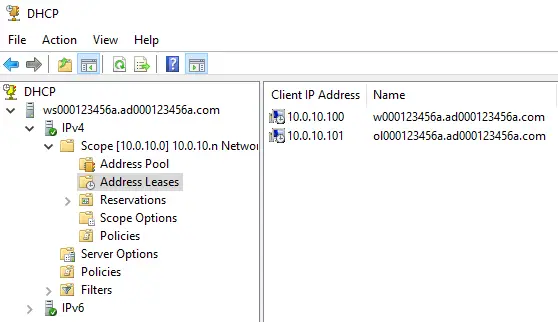 DHCP
File Action View Help
DHCP
ws000123456a.ad000123456a.com
IPv4
Scope [10.0.10.0] 10.0.10.n Networ
Address Pool
Address Leases
Reservations
Scope Options
Policies
Server Options
Policies
Filters
IPv6
Client IP Address Name
10.0.10.100 w000123456a.ad000123456a.com
10.0.10.101 ol000123456a.ad000123456a.com